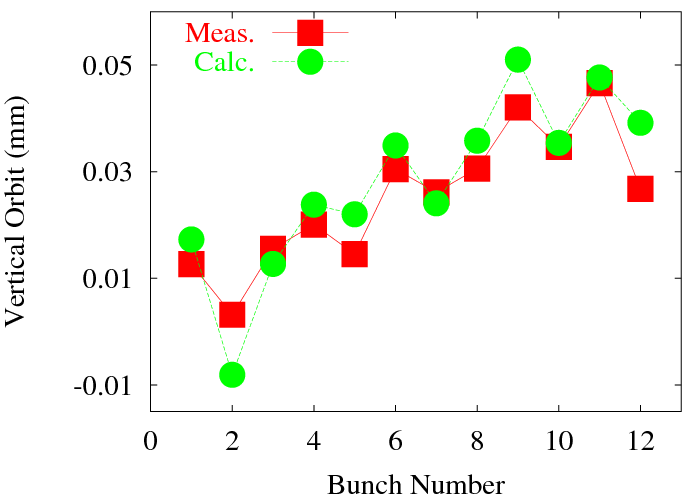 Meas.
Calc.
0.05
0.03
0.01
-0.01
Vertical Orbit (mm)
0 2 4 6 8 10 12
Bunch Number